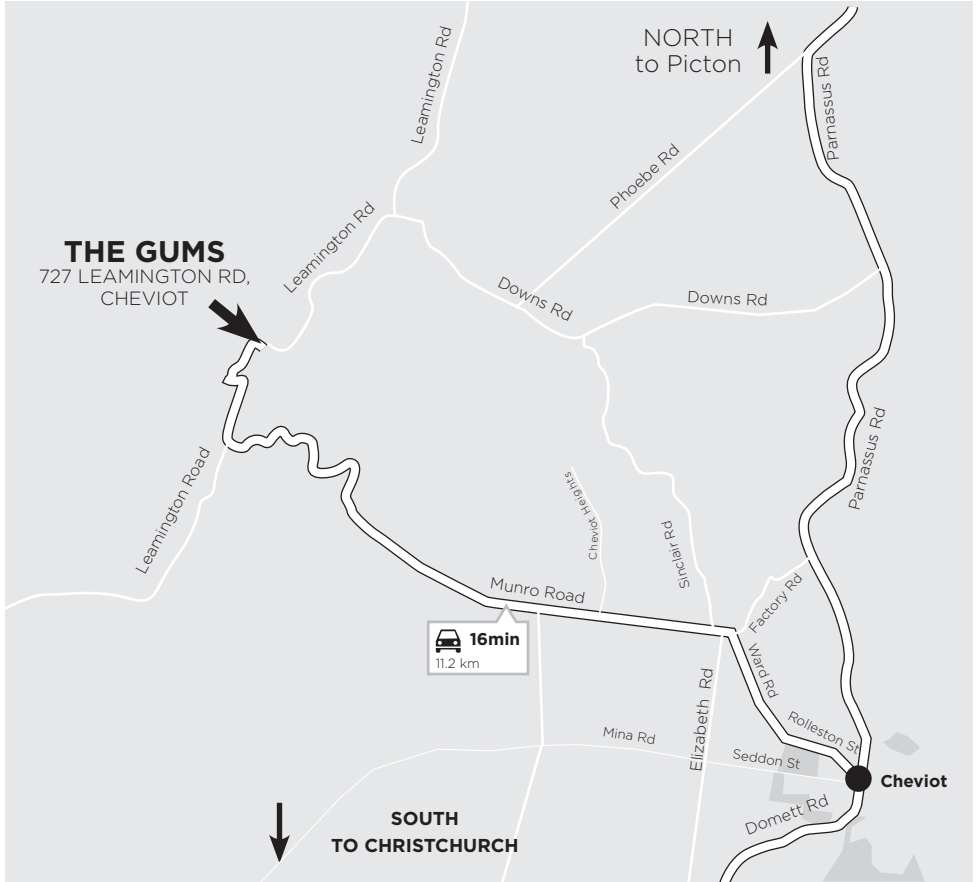 Leamington Rd
NORTH
to Picton
Parnassus Rd
Phoebe Rd
Leamington Rd
THE GUMS
727 LEAMINGTON RD,
CHEVIOT
Downs Rd
Downs Rd
Parnassus Rd
Leamington Road
Cheviot Heights
Sinclair Rd
Munro Road
Factory Rd
16min
11.2 km
Ward Rd
Elizabeth Rd
Rolleston St
Mina Rd
Seddon St
Cheviot
Domett Rd
SOUTH
TO CHRISTCHURCH